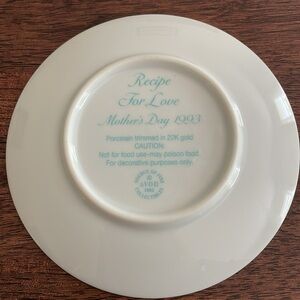 Recipe
For Love
Mother's Day 1993
Porcelain trimmed in 22K gold
CAUTION:
Not for food use-may poison food.
For decorative purposes only.
AVON